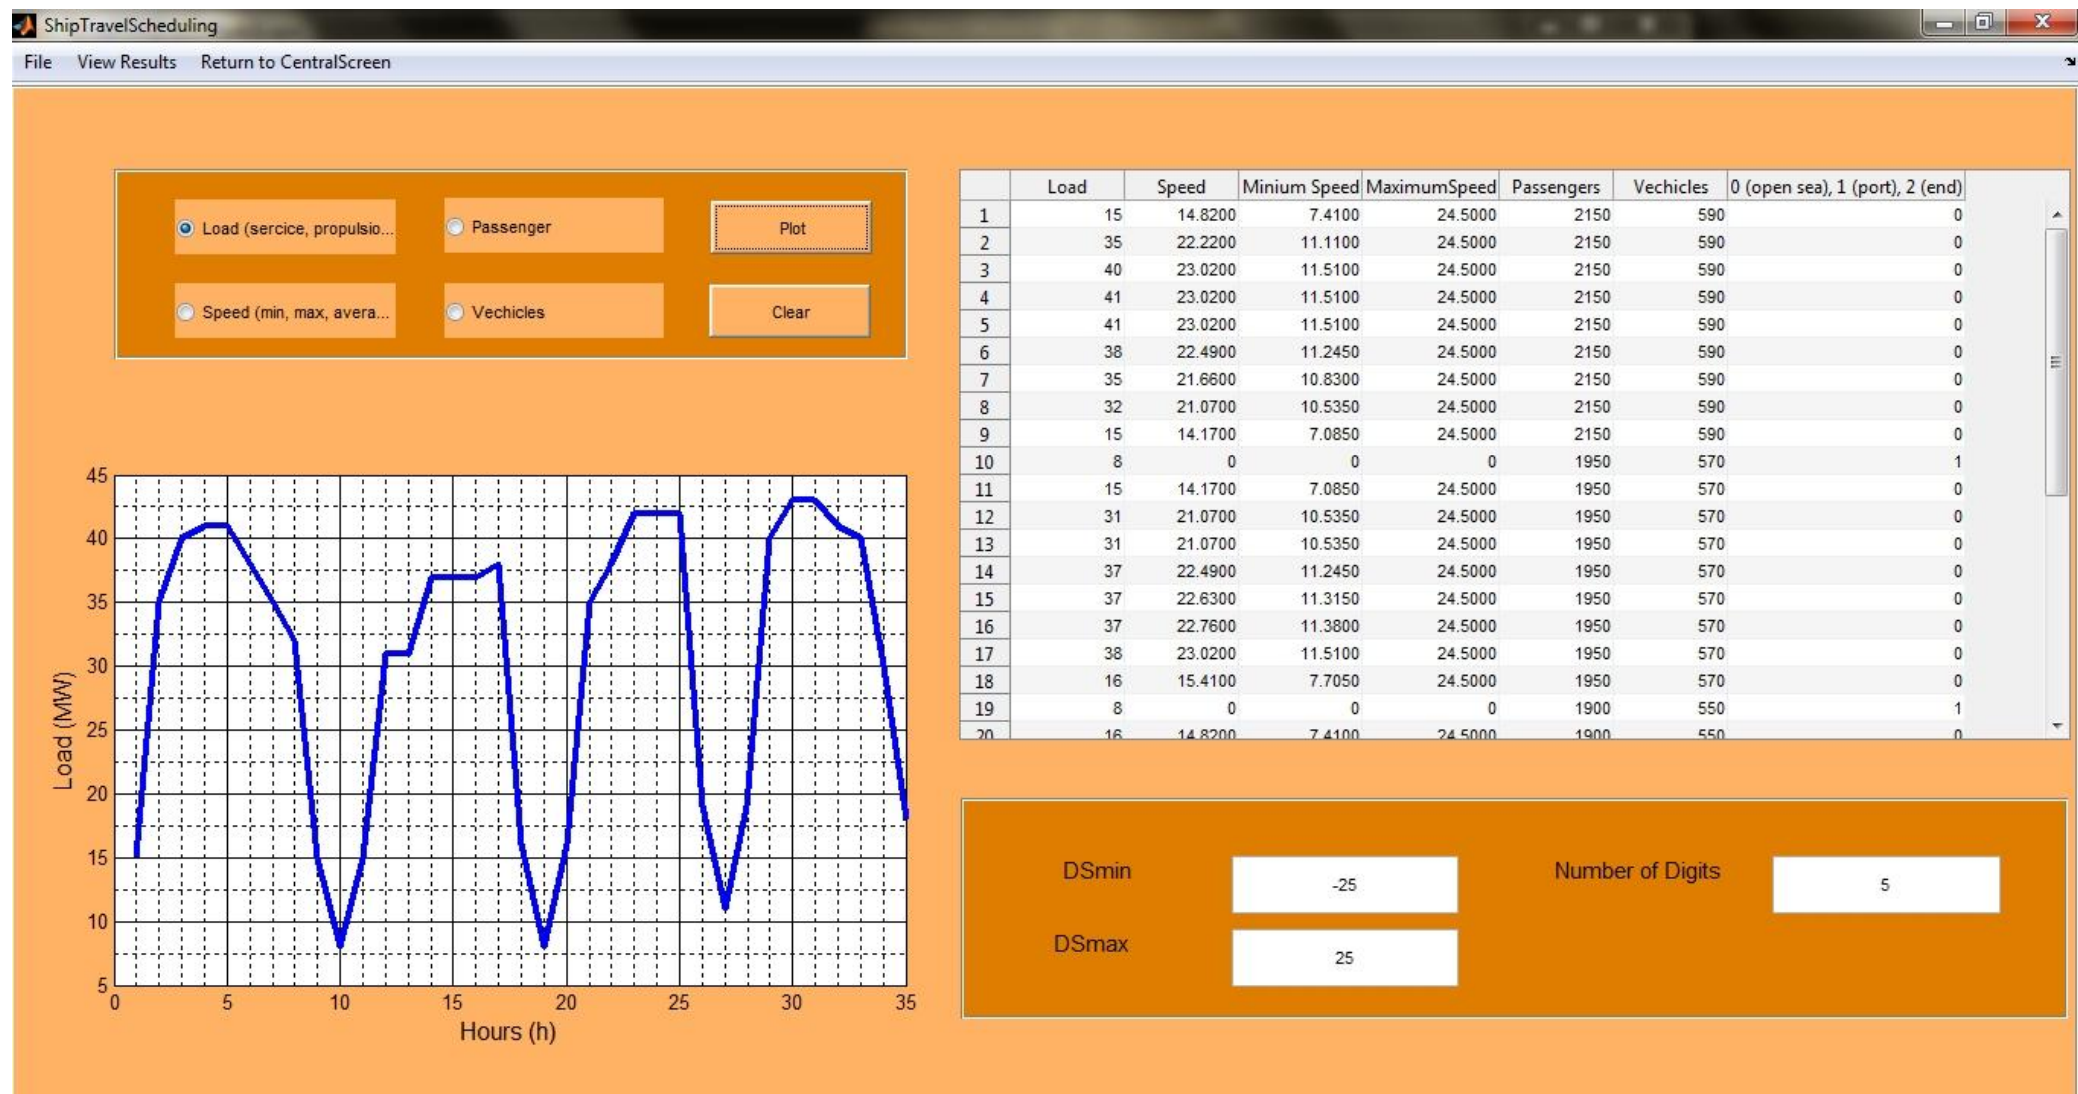 ShipTravelScheduling
File View Results Return to CentralScreen
Load (sercice, propulsio... Passenger Plot
Speed (min, max, avera... Vechicles Clear
Load Speed Minium Speed MaximumSpeed Passengers Vechicles 0 (open sea), 1 (port), 2 (end)
1 15 14.8200 7.4100 24.5000 2150 590 0
2 35 22.2200 11.1100 24.5000 2150 590 0
3 40 23.0200 11.5100 24.5000 2150 590 0
4 41 23.0200 11.5100 24.5000 2150 590 0
5 41 23.0200 11.5100 24.5000 2150 590 0
6 38 22.4900 11.2450 24.5000 2150 590 0
7 35 21.6600 10.8300 24.5000 2150 590 0
8 32 21.0700 10.5350 24.5000 2150 590 0
9 15 14.1700 7.0850 24.5000 2150 590 0
10 8 0 0 0 1950 570 1
11 15 14.1700 7.0850 24.5000 1950 570 0
12 31 21.0700 10.5350 24.5000 1950 570 0
13 31 21.0700 10.5350 24.5000 1950 570 0
14 37 22.4900 11.2450 24.5000 1950 570 0
15 37 22.6300 11.3150 24.5000 1950 570 0
16 37 22.7600 11.3800 24.5000 1950 570 0
17 38 23.0200 11.5100 24.5000 1950 570 0
18 16 15.4100 7.7050 24.5000 1950 570 0
19 8 0 0 0 1900 550 1
20 16 14.8200 7.4100 24.5000 1900 550 0
45
40
35
30
25
20
15
10
5
Load (MW)
0 5 10 15 20 25 30 35
Hours (h)
DSmin -25 Number of Digits 5
DSmax 25